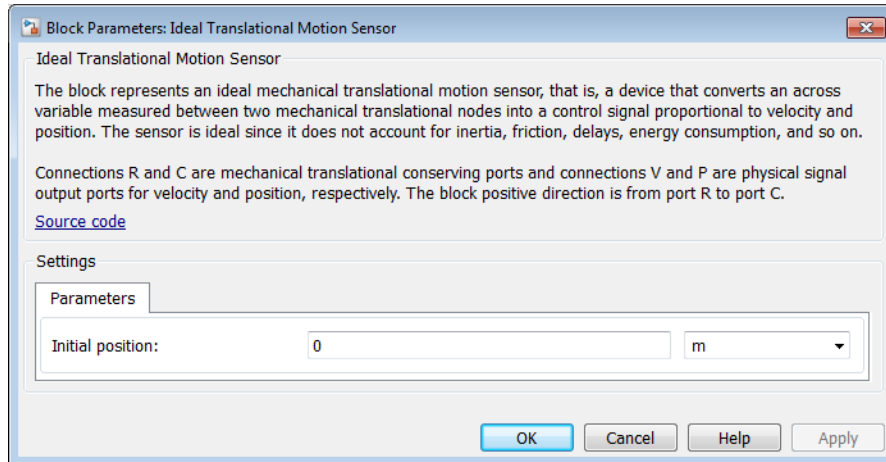 Block Parameters: Ideal Translational Motion Sensor
Ideal Translational Motion Sensor
The block represents an ideal mechanical translational motion sensor, that is, a device that converts an across
variable measured between two mechanical translational nodes into a control signal proportional to velocity and
position. The sensor is ideal since it does not account for inertia, friction, delays, energy consumption, and so on.
Connections R and C are mechanical translational conserving ports and connections V and P are physical signal
output ports for velocity and position, respectively. The block positive direction is from port R to port C.
Source code
Settings
Parameters
Initial position: 0 m
OK Cancel Help Apply